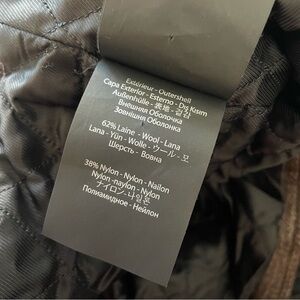 Extérieur - Outershell
Capa Exterior - Esterno - Dış Kısım
Außenhülle - 表地 - 겉감
Внешняя Оболочка
Зовнішня Оболонка
62% Laine - Wool - Lana
Lana - Yün - Wolle - ウール - 모
Шерсть - Вовна
38% Nylon - Nylon - Nailon
Nylon - naylon - Nylon
ナイロン - 나일론
Полиамидное - Нейлон